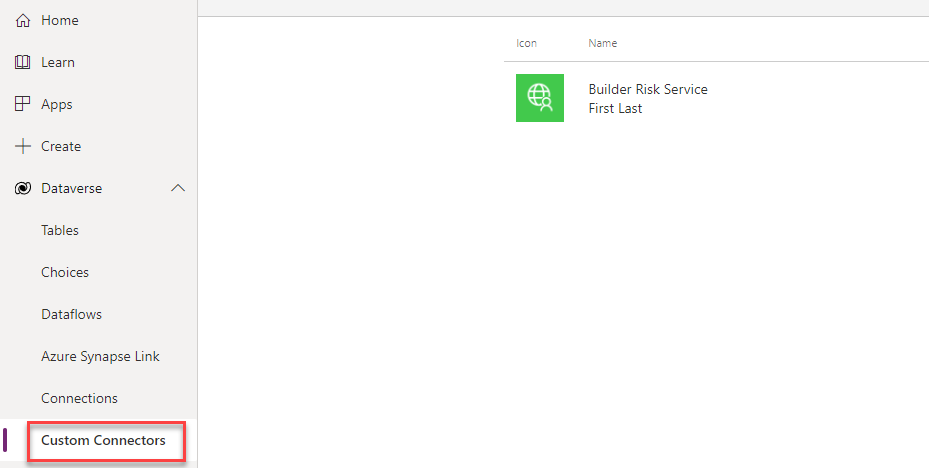 Home
Learn
Apps
Create
Dataverse
Tables
Choices
Dataflows
Azure Synapse Link
Connections
Custom Connectors
Icon Name
Builder Risk Service
First Last